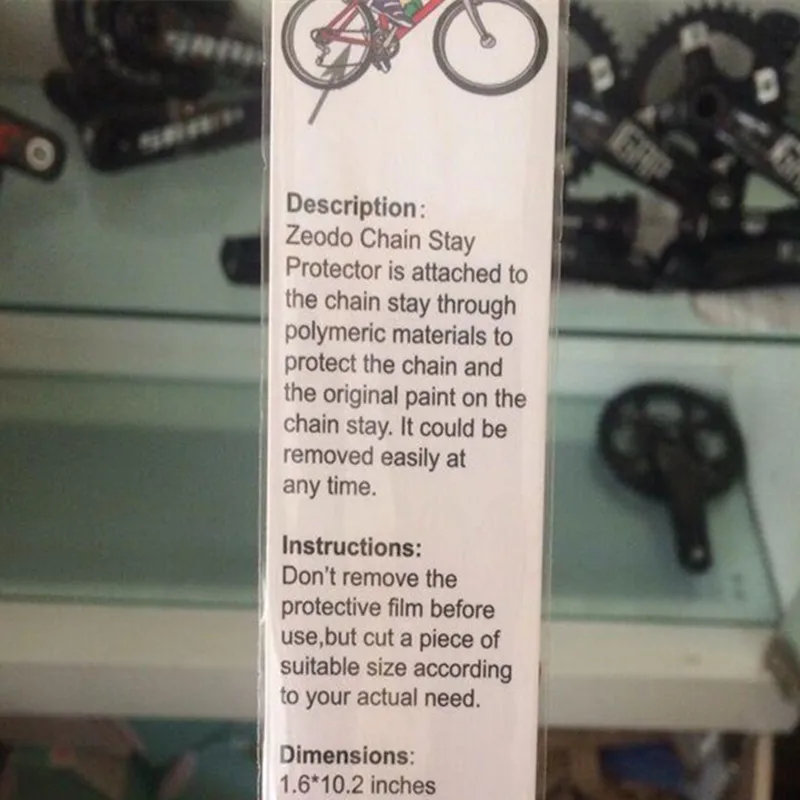 Description:
Zeodo Chain Stay
Protector is attached to
the chain stay through
polymeric materials to
protect the chain and
the original paint on the
chain stay. It could be
removed easily at
any time.
Instructions:
Don't remove the
protective film before
use,but cut a piece of
suitable size according
to your actual need.
Dimensions:
1.6*10.2 inches